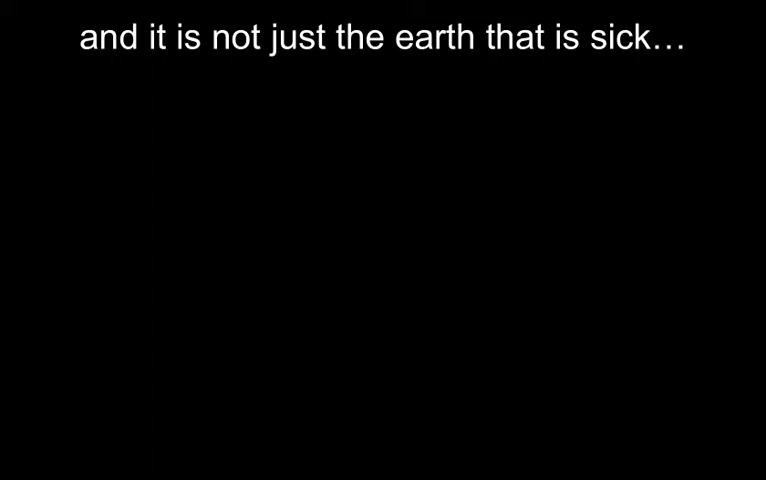 and it is not just the earth that is sick…